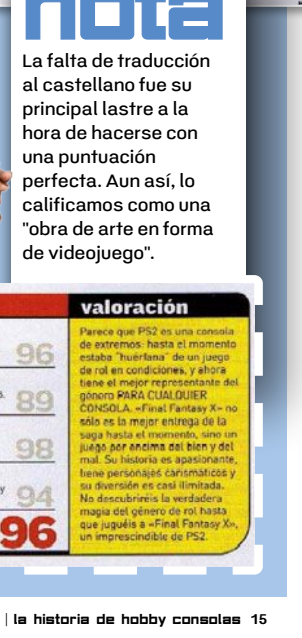 nota
La falta de traducción
al castellano fue su
principal lastre a la
hora de hacerse con
una puntuación
perfecta. Aun así, lo
calificamos como una
"obra de arte en forma
de videojuego".
96
89
98
94
96
valoración
Parece que PS2 es una consola
de extremos: hasta el momento
estaba "huérfana" de un juego
de rol en condiciones, y ahora
tiene el mejor representante del
género PARA CUALQUIER
CONSOLA. «Final Fantasy X» no
sólo es la mejor entrega de la
saga hasta el momento, sino un
juego por encima del bien y del
mal. Su historia es apasionante,
tiene personajes carismáticos y
su diversión es casi ilimitada.
No descubriréis la verdadera
magia del género de rol hasta
que juguéis a «Final Fantasy X»,
un imprescindible de PS2.
| la historia de hobby consolas 15